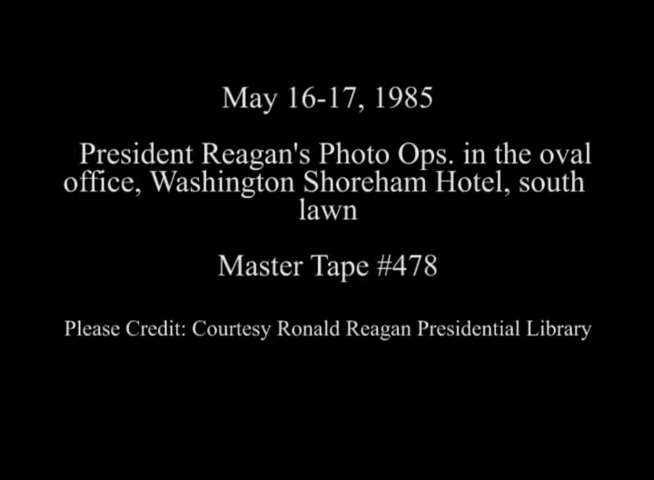 May 16-17, 1985
President Reagan's Photo Ops. in the oval
office, Washington Shoreham Hotel, south
lawn
Master Tape #478
Please Credit: Courtesy Ronald Reagan Presidential Library